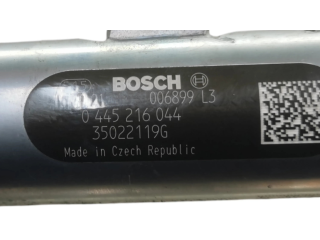 BOSCH
006899 L3
0 445 216 044
35022119G
Made in Czech Republic